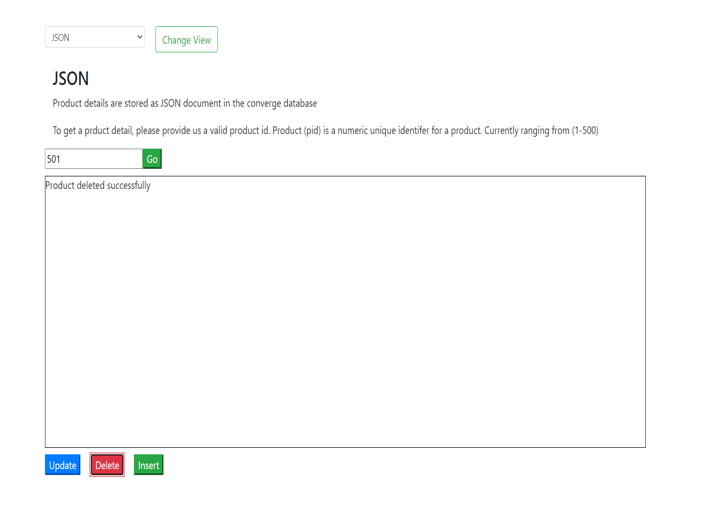 JSON
Change View
JSON
Product details are stored as JSON document in the converge database
To get a prduct detail, please provide us a valid product id. Product (pid) is a numeric unique identifer for a product. Currently ranging from (1-500)
501
Go
Product deleted successfully
Update
Delete
Insert